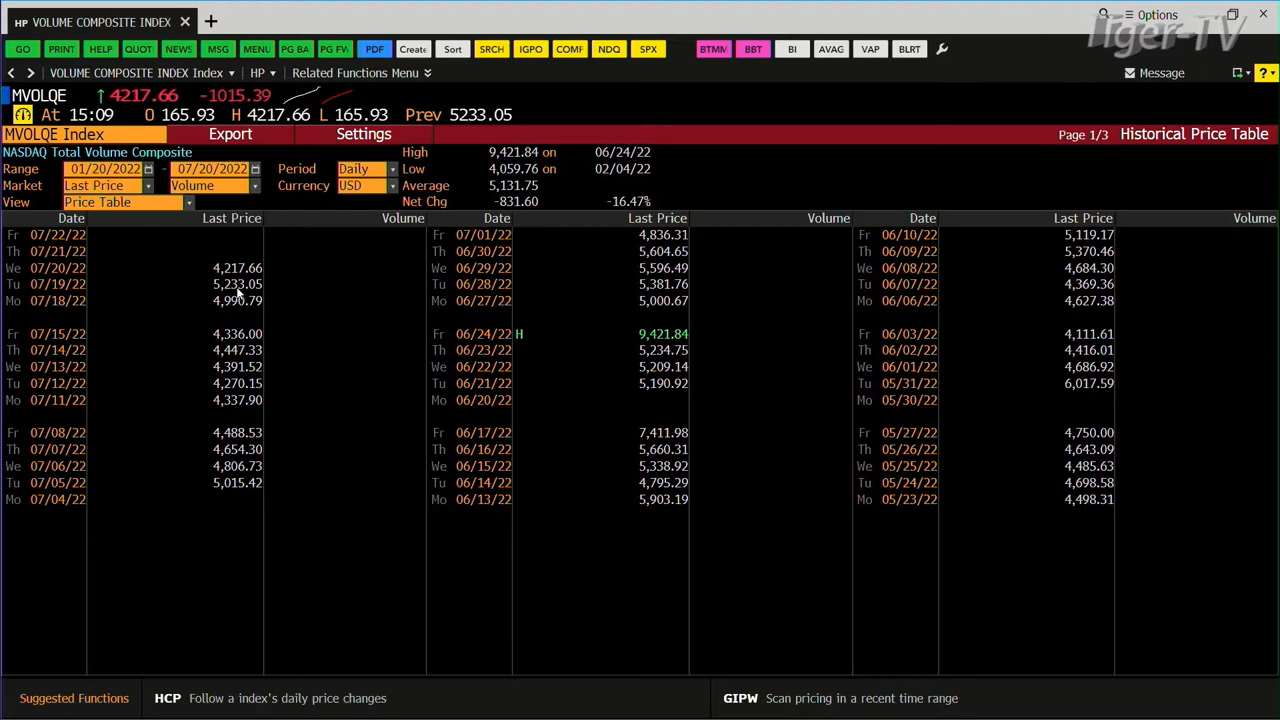 HP VOLUME COMPOSITE INDEX
Options
Tiger-TV
GO PRINT HELP QUOT NEWS MSG MENU PG BA PG FW PDF Create Sort SRCH IGPO COMF NDQ SPX BTMM BBT BI AVAG VAP BLRT
VOLUME COMPOSITE INDEX Index HP Related Functions Menu Message ?
MVOLQE ↑ 4217.66 -1015.39
At 15:09 O 165.93 H 4217.66 L 165.93 Prev 5233.05
MVOLQE Index Export Settings Page 1/3 Historical Price Table
NASDAQ Total Volume Composite High 9,421.84 on 06/24/22
Range 01/20/2022 - 07/20/2022 Period Daily Low 4,059.76 on 02/04/22
Market Last Price Volume Currency USD Average 5,131.75
View Price Table Net Chg -831.60 -16.47%
Date Last Price Volume Date Last Price Volume Date Last Price Volume
Fr 07/22/22 Fr 07/01/22 4,836.31 Fr 06/10/22 5,119.17
Th 07/21/22 Th 06/30/22 5,604.65 Th 06/09/22 5,370.46
We 07/20/22 4,217.66 We 06/29/22 5,596.49 We 06/08/22 4,684.30
Tu 07/19/22 5,233.05 Tu 06/28/22 5,381.76 Tu 06/07/22 4,369.36
Mo 07/18/22 4,990.79 Mo 06/27/22 5,000.67 Mo 06/06/22 4,627.38
Fr 07/15/22 4,336.00 Fr 06/24/22 H 9,421.84 Fr 06/03/22 4,111.61
Th 07/14/22 4,447.33 Th 06/23/22 5,234.75 Th 06/02/22 4,416.01
We 07/13/22 4,391.52 We 06/22/22 5,209.14 We 06/01/22 4,686.92
Tu 07/12/22 4,270.15 Tu 06/21/22 5,190.92 Tu 05/31/22 6,017.59
Mo 07/11/22 4,337.90 Mo 06/20/22 Mo 05/30/22
Fr 07/08/22 4,488.53 Fr 06/17/22 7,411.98 Fr 05/27/22 4,750.00
Th 07/07/22 4,654.30 Th 06/16/22 5,660.31 Th 05/26/22 4,643.09
We 07/06/22 4,806.73 We 06/15/22 5,338.92 We 05/25/22 4,485.63
Tu 07/05/22 5,015.42 Tu 06/14/22 4,795.29 Tu 05/24/22 4,698.58
Mo 07/04/22 Mo 06/13/22 5,903.19 Mo 05/23/22 4,498.31
Suggested Functions HCP Follow a index's daily price changes GIPW Scan pricing in a recent time range